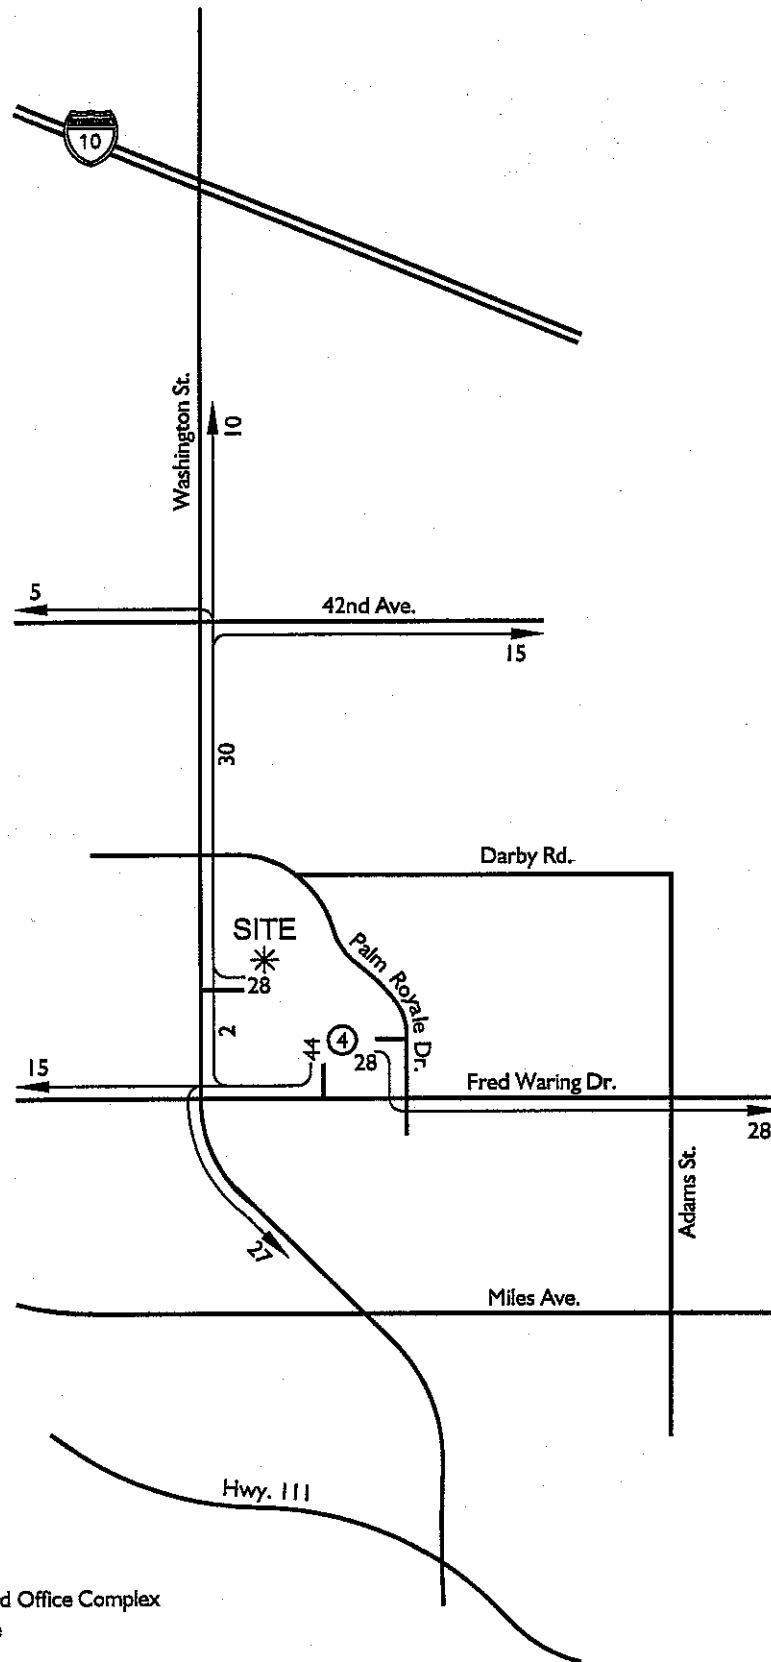 10
Washington St.
10
5
42nd Ave.
15
30
Darby Rd.
SITE
28
Palm Royale Dr.
2
44
4
28
15
Fred Waring Dr.
28
Adams St.
27
Miles Ave.
Hwy. 111
d Office Complex